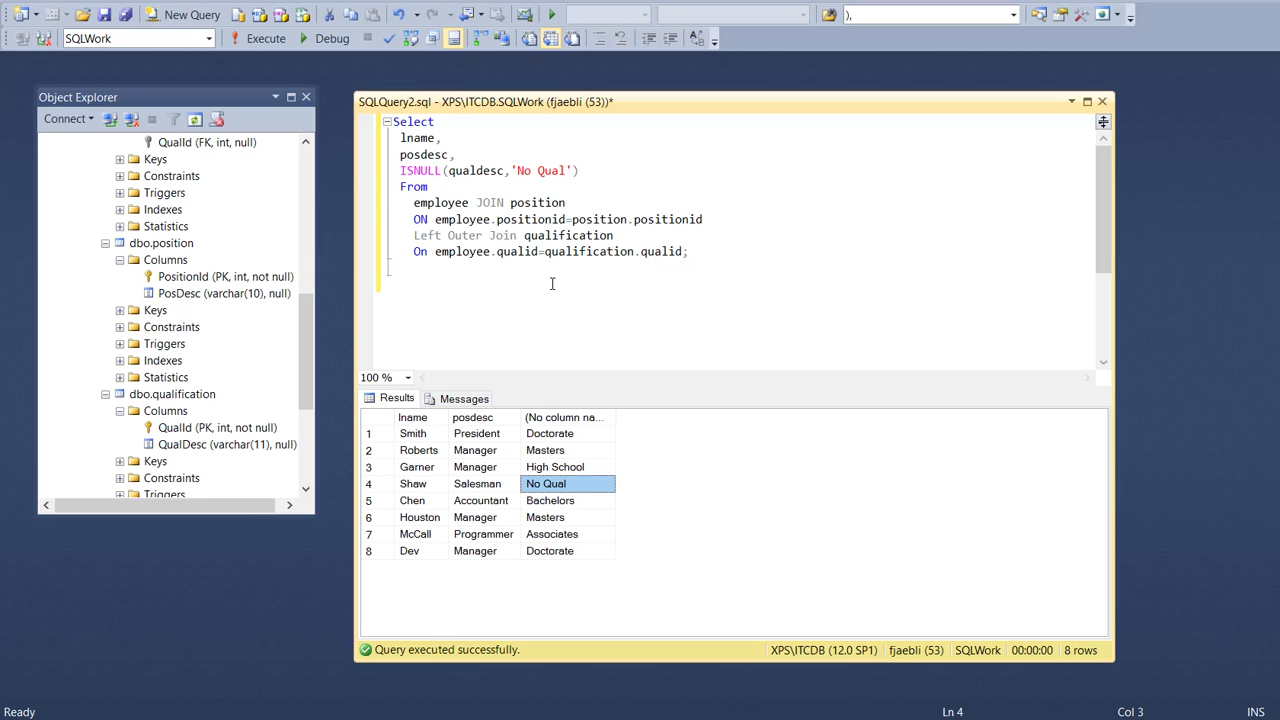 New Query
),
SQLWork
Execute
Debug
Object Explorer
Connect
QualId (FK, int, null)
Keys
Constraints
Triggers
Indexes
Statistics
dbo.position
Columns
PositionId (PK, int, not null)
PosDesc (varchar(10), null)
Keys
Constraints
Triggers
Indexes
Statistics
dbo.qualification
Columns
QualId (PK, int, not null)
QualDesc (varchar(11), null)
Keys
Constraints
Triggers
SQLQuery2.sql - XPS\ITCDB.SQLWork (fjaebli (53))*
Select
lname,
posdesc,
ISNULL(qualdesc,'No Qual')
From
employee JOIN position
ON employee.positionid=position.positionid
Left Outer Join qualification
On employee.qualid=qualification.qualid;
100 %
Results Messages
lname posdesc (No column na...
1 Smith President Doctorate
2 Roberts Manager Masters
3 Garner Manager High School
4 Shaw Salesman No Qual
5 Chen Accountant Bachelors
6 Houston Manager Masters
7 McCall Programmer Associates
8 Dev Manager Doctorate
Query executed successfully. XPS\ITCDB (12.0 SP1) fjaebli (53) SQLWork 00:00:00 8 rows
Ready Ln 4 Col 3 INS